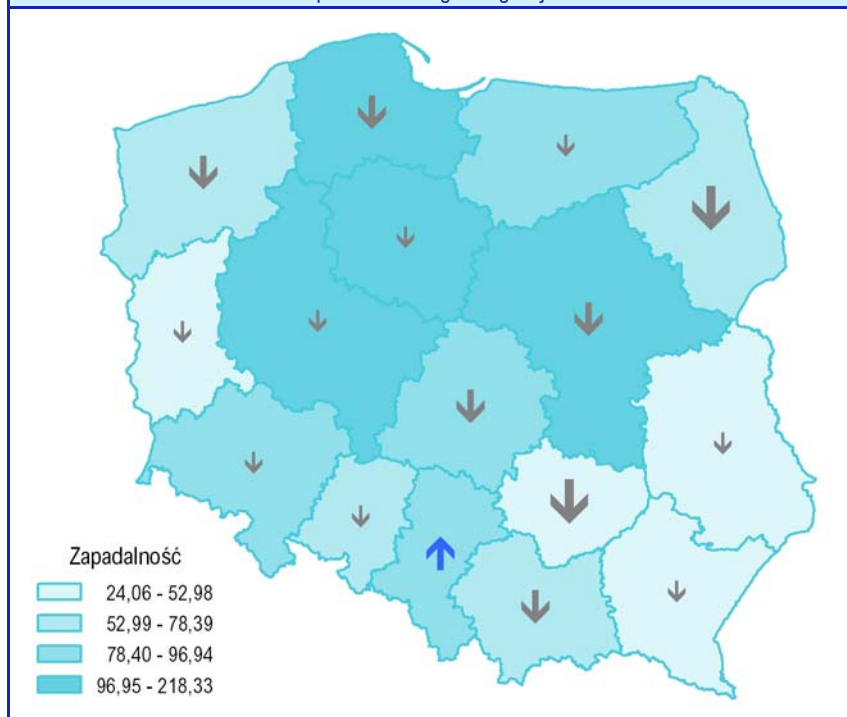 Zapadalność
24,06 - 52,98
52,99 - 78,39
78,40 - 96,94
96,95 - 218,33